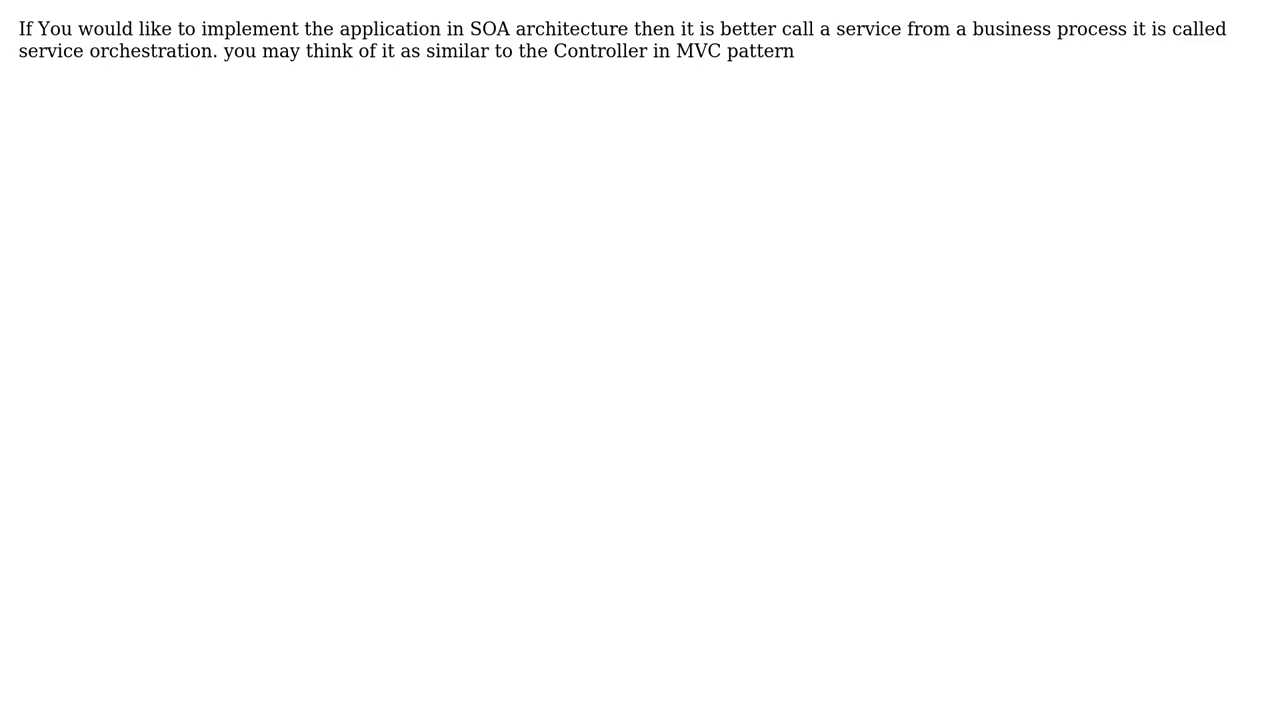 If You would like to implement the application in SOA architecture then it is better call a service from a business process it is called
service orchestration. you may think of it as similar to the Controller in MVC pattern